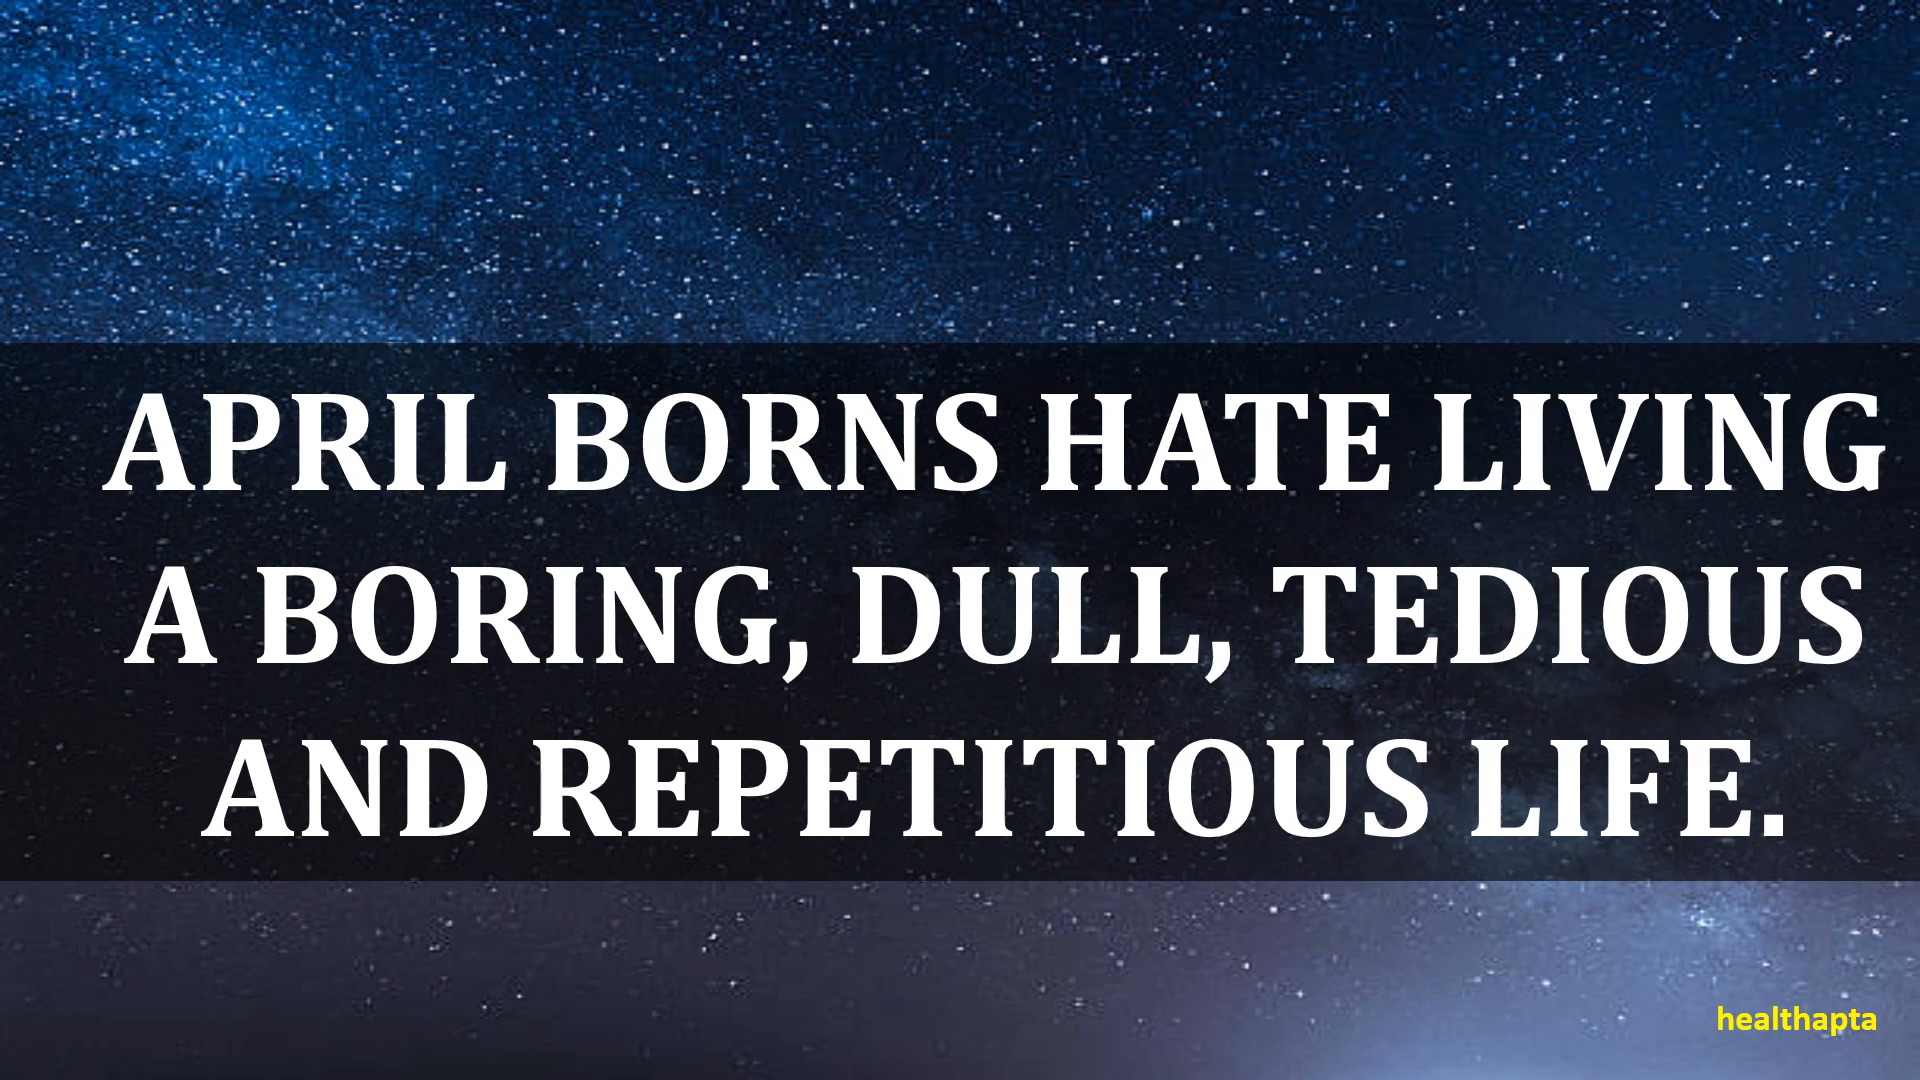 APRIL BORNS HATE LIVING
A BORING, DULL, TEDIOUS
AND REPETITIOUS LIFE.
healthapta